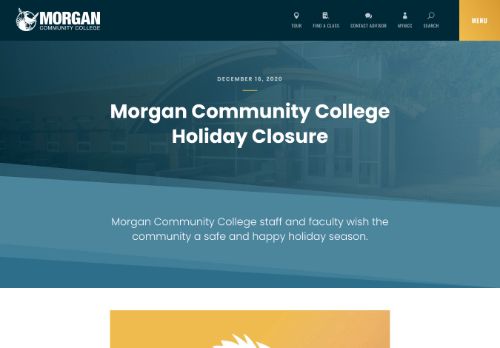 MORGAN
COMMUNITY COLLEGE
TOUR
FIND A CLASS
CONTACT ADVISOR
MYMCC
SEARCH
MENU
DECEMBER 15, 2020
Morgan Community College
Holiday Closure
Morgan Community College staff and faculty wish the
community a safe and happy holiday season.